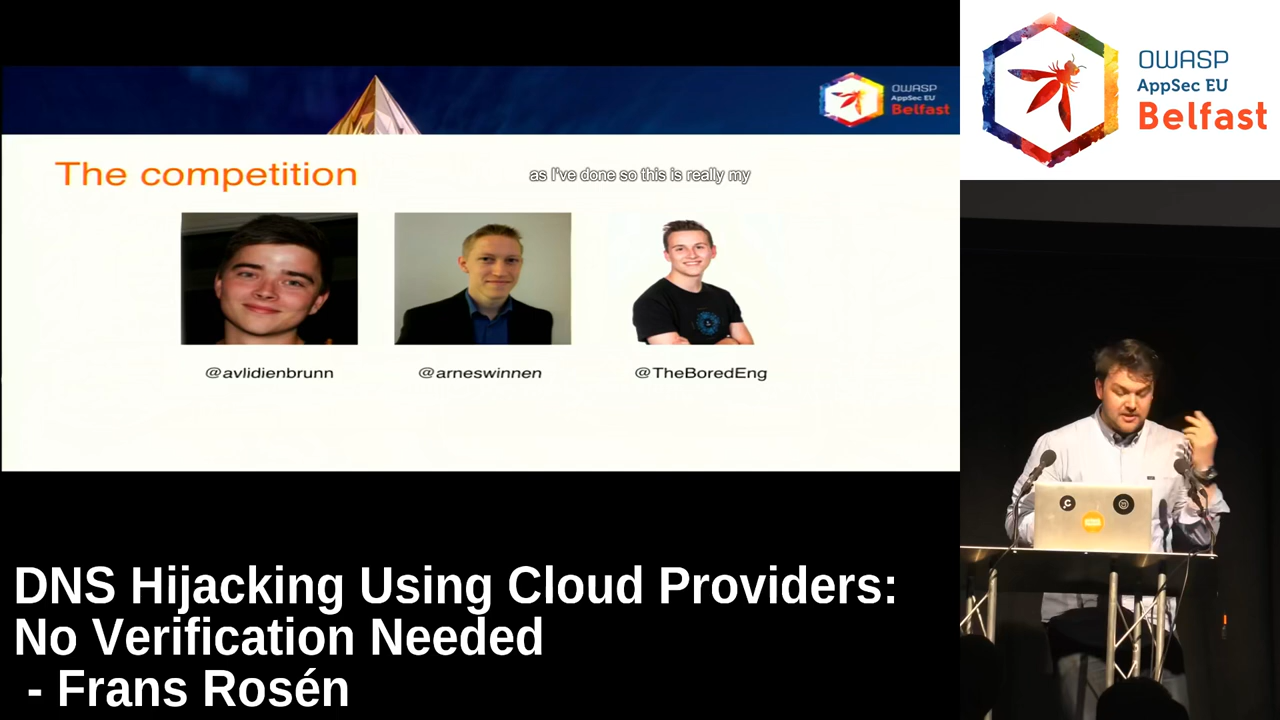 OWASP
AppSec EU
Belfast
The competition
as I've done so this is really my
@avlidienbrunn
@arneswinnen
@TheBoredEng
OWASP
AppSec EU
Belfast
DNS Hijacking Using Cloud Providers:
No Verification Needed
- Frans Rosén